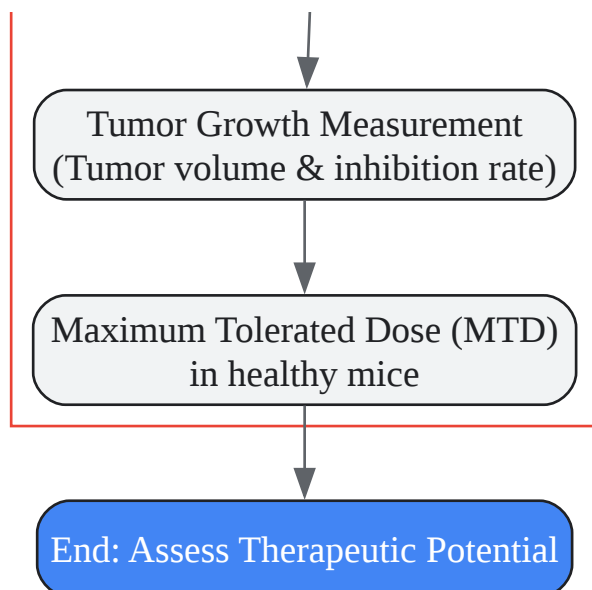 Tumor Growth Measurement
(Tumor volume & inhibition rate)
Maximum Tolerated Dose (MTD)
in healthy mice
End: Assess Therapeutic Potential